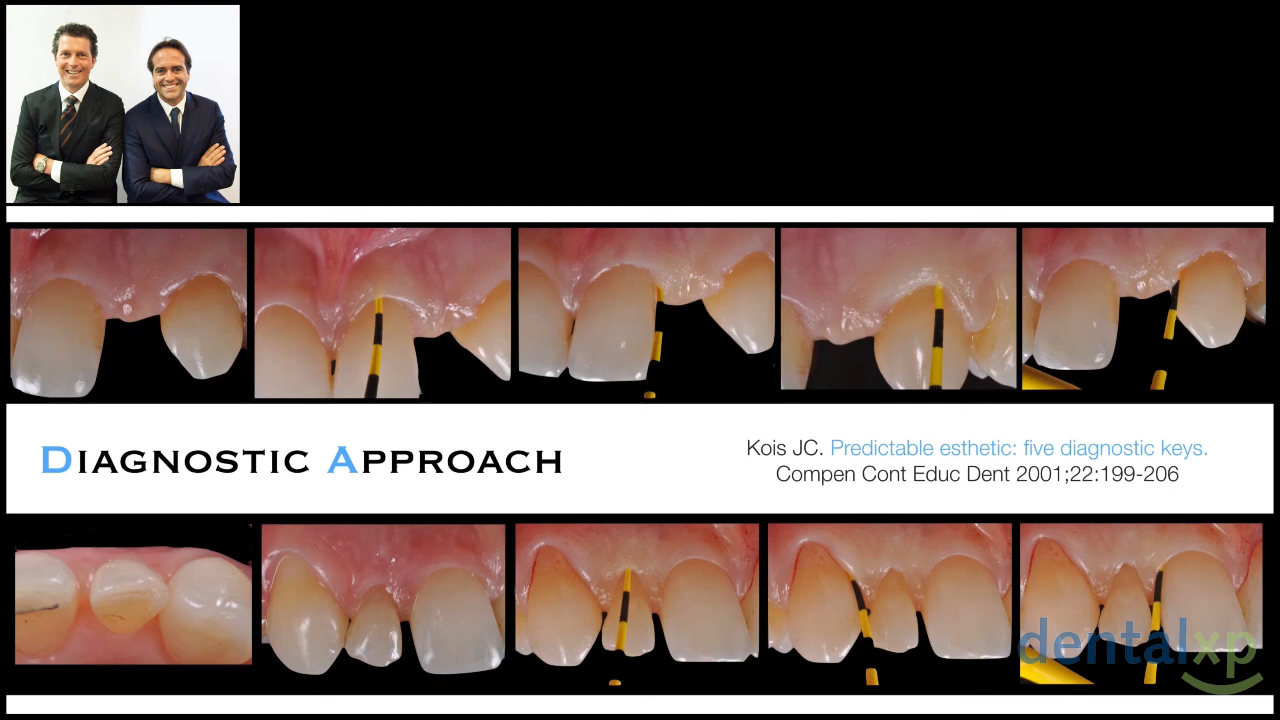 DIAGNOSTIC APPROACH
Kois JC. Predictable esthetic: five diagnostic keys.
Compen Cont Educ Dent 2001;22:199-206
dentalxp